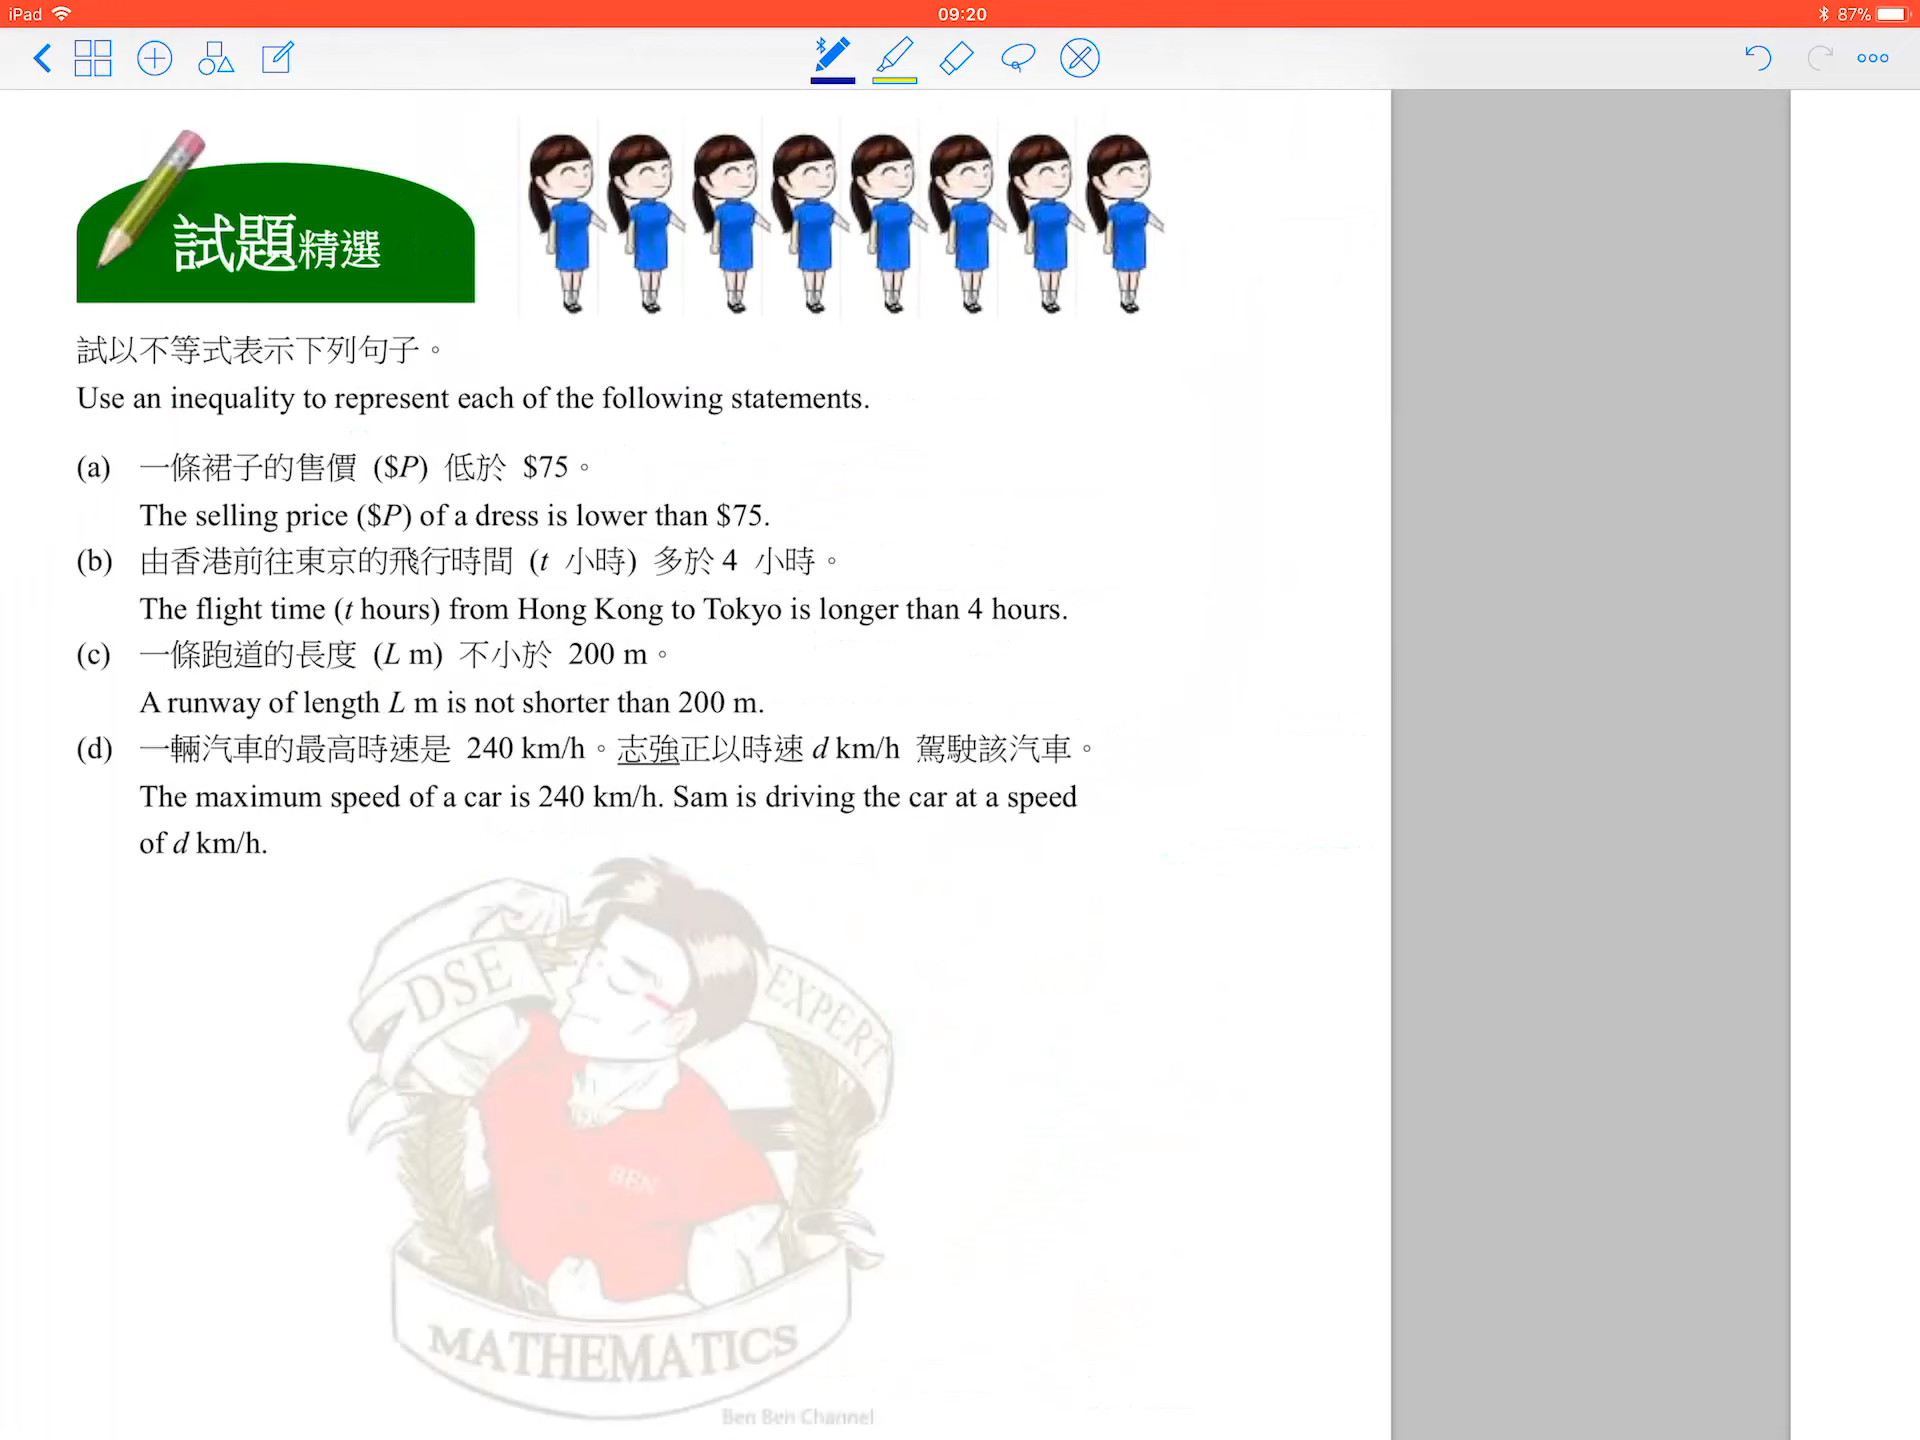 iPad
09:20
87%
試題精選
試以不等式表示下列句子。
Use an inequality to represent each of the following statements.
(a) 一條裙子的售價 ($P) 低於 $75。
The selling price ($P) of a dress is lower than $75.
(b) 由香港前往東京的飛行時間 (t 小時) 多於 4 小時。
The flight time (t hours) from Hong Kong to Tokyo is longer than 4 hours.
(c) 一條跑道的長度 (L m) 不小於 200 m。
A runway of length L m is not shorter than 200 m.
(d) 一輛汽車的最高時速是 240 km/h。志強正以時速 d km/h 駕駛該汽車。
The maximum speed of a car is 240 km/h. Sam is driving the car at a speed
of d km/h.
DSE
EXPERT
BEN
MATHEMATICS
Ben Ben Channel